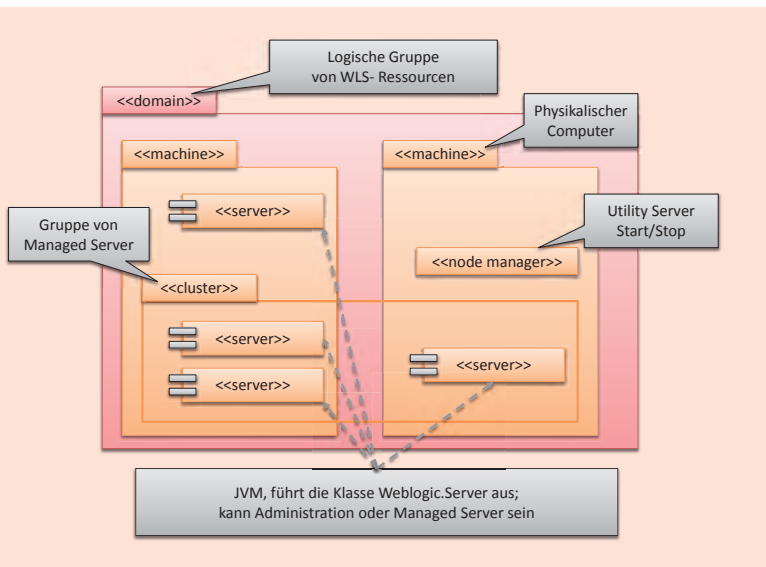 Logische Gruppe
von WLS- Ressourcen
<<domain>>
Physikalischer
Computer
<<machine>>
<<machine>>
<<server>>
Gruppe von
Managed Server
Utility Server
Start/Stop
<<node manager>>
<<cluster>>
<<server>>
<<server>>
<<server>>
JVM, führt die Klasse Weblogic.Server aus;
kann Administration oder Managed Server sein